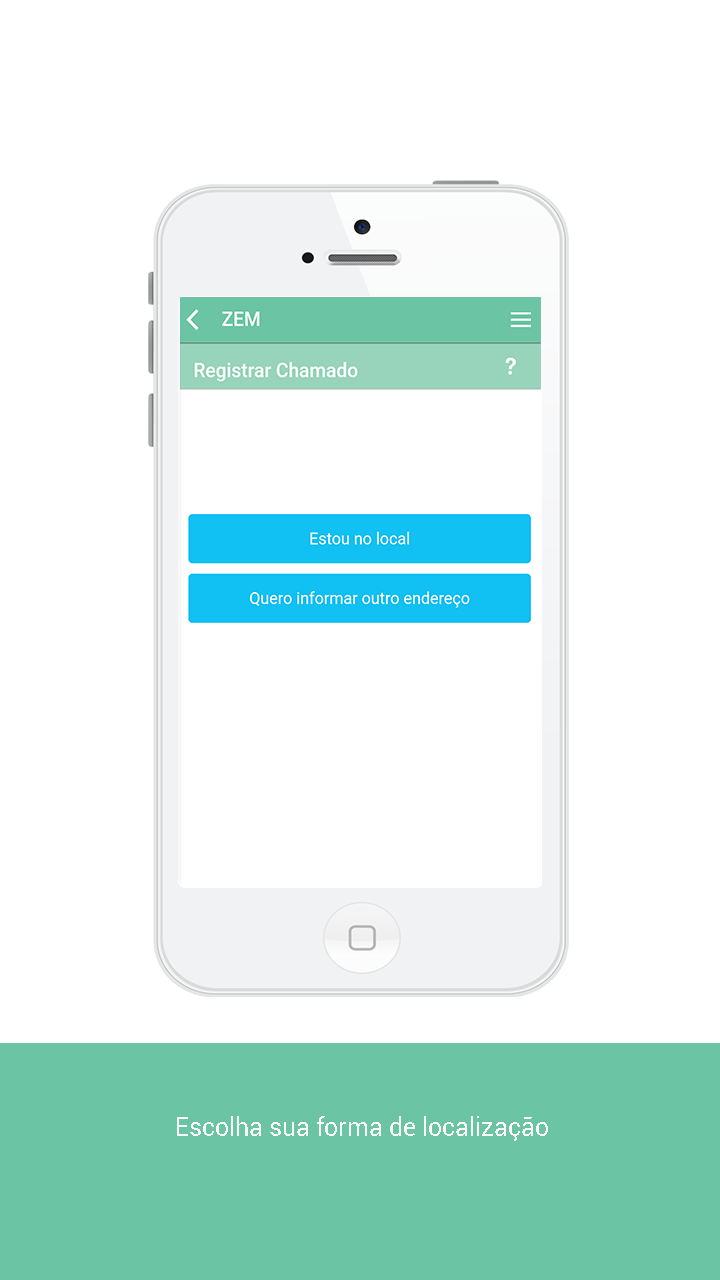 ZEM
Registrar Chamado
?
Estou no local
Quero informar outro endereço
Escolha sua forma de localização